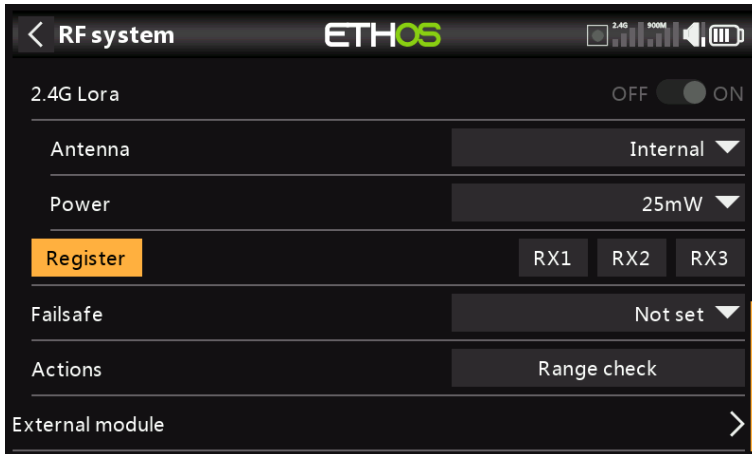 RF system ETHOS 2.4G 900M
2.4G Lora OFF ON
Antenna Internal
Power 25mW
Register RX1 RX2 RX3
Failsafe Not set
Actions Range check
External module